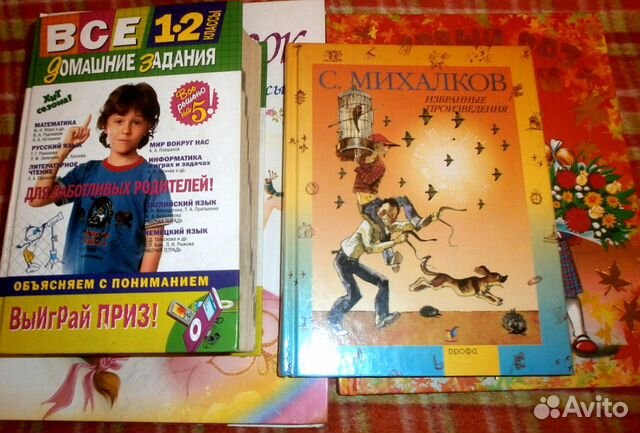 ВСЕ 1-2 КЛАССЫ
ДОМАШНИЕ ЗАДАНИЯ
Хит сезона!
Все решено на 5!
МАТЕМАТИКА
РУССКИЙ ЯЗЫК
ЛИТЕРАТУРНОЕ ЧТЕНИЕ
МИР ВОКРУГ НАС
А. А. Плешаков
ИНФОРМАТИКА
играх и задачах
ДЛЯ ЗАБОТЛИВЫХ РОДИТЕЛЕЙ!
АНГЛИЙСКИЙ ЯЗЫК
НЕМЕЦКИЙ ЯЗЫК
ОБЪЯСНЯЕМ С ПОНИМАНИЕМ
ВЫИГРАЙ ПРИЗ!
ОК
С. МИХАЛКОВ
ИЗБРАННЫЕ
ПРОИЗВЕДЕНИЯ
дрофа
Avito